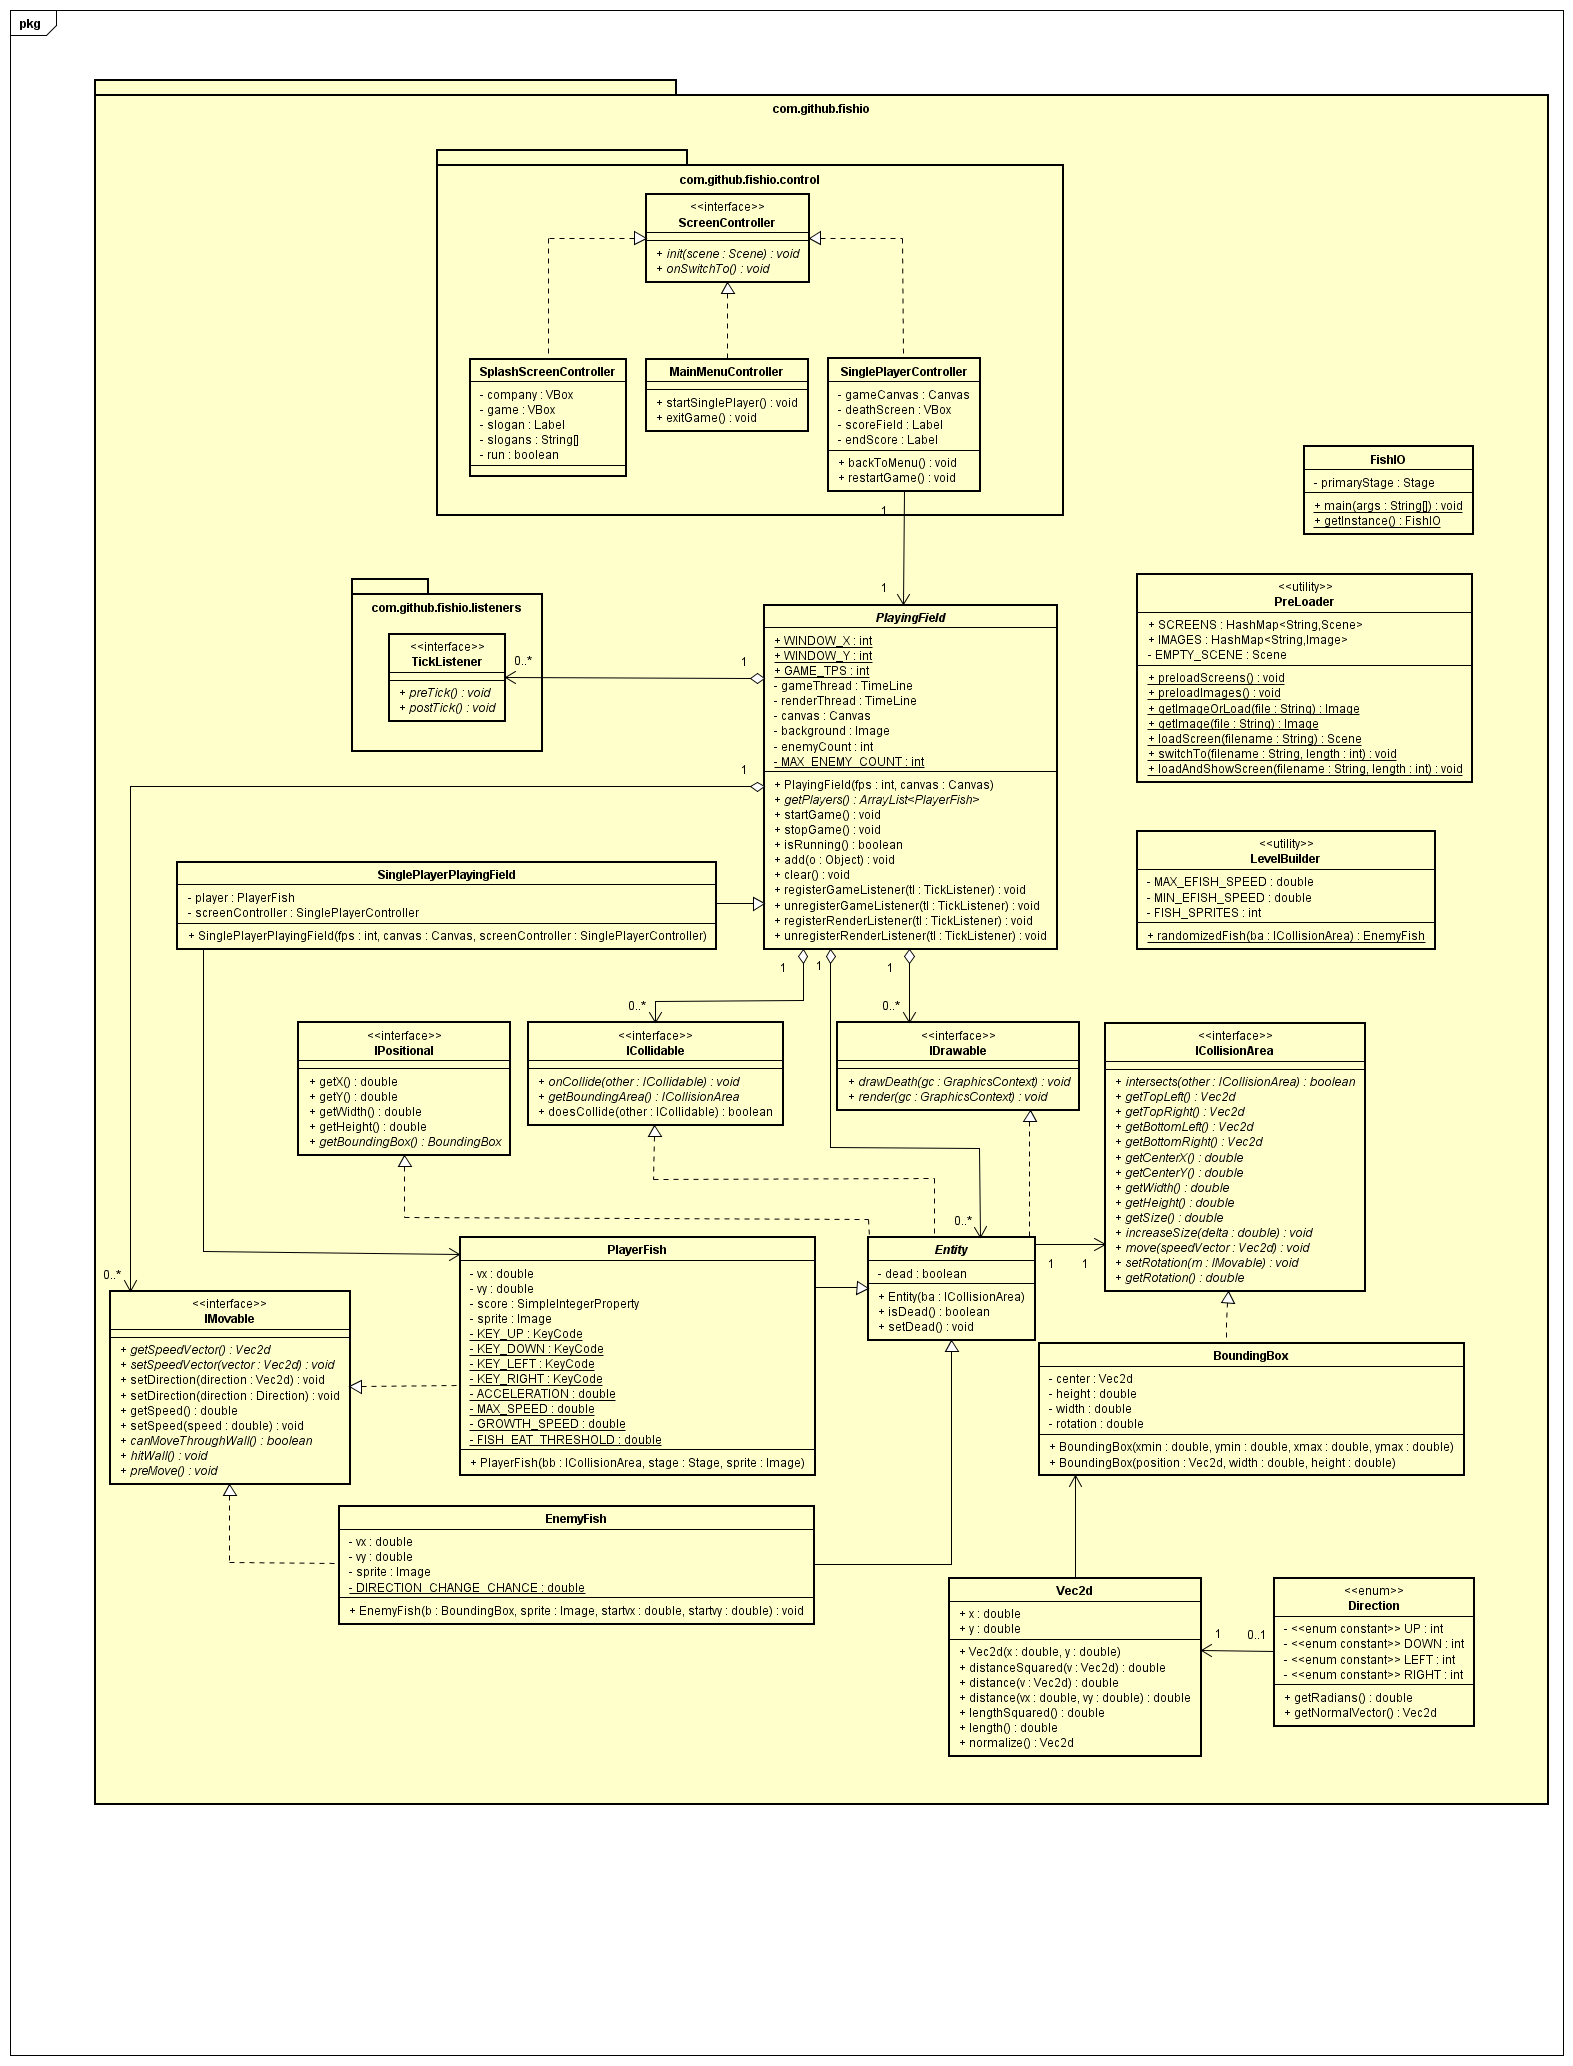 pkg
com.github.fishio
com.github.fishio.control
<<interface>>
ScreenController
+ init(scene : Scene) : void
+ onSwitchTo() : void
SplashScreenController
- company : VBox
- game : VBox
- slogan : Label
- slogans : String[]
- run : boolean
MainMenuController
+ startSinglePlayer() : void
+ exitGame() : void
SinglePlayerController
- gameCanvas : Canvas
- deathScreen : VBox
- scoreField : Label
- endScore : Label
+ backToMenu() : void
+ restartGame() : void
1
1
FishIO
- primaryStage : Stage
+ main(args : String[]) : void
+ getInstance() : FishIO
com.github.fishio.listeners
<<interface>>
TickListener
+ preTick() : void
+ postTick() : void
0..*
1
1
PlayingField
+ WINDOW_X : int
+ WINDOW_Y : int
+ GAME_TPS : int
- gameThread : TimeLine
- renderThread : TimeLine
- canvas : Canvas
- background : Image
- enemyCount : int
- MAX_ENEMY_COUNT : int
+ PlayingField(fps : int, canvas : Canvas)
+ getPlayers() : ArrayList<PlayerFish>
+ startGame() : void
+ stopGame() : void
+ isRunning() : boolean
+ add(o : Object) : void
+ clear() : void
+ registerGameListener(tl : TickListener) : void
+ unregisterGameListener(tl : TickListener) : void
+ registerRenderListener(tl : TickListener) : void
+ unregisterRenderListener(tl : TickListener) : void
<<utility>>
PreLoader
+ SCREENS : HashMap<String,Scene>
+ IMAGES : HashMap<String,Image>
- EMPTY_SCENE : Scene
+ preloadScreens() : void
+ preloadImages() : void
+ getImageOrLoad(file : String) : Image
+ getImage(file : String) : Image
+ loadScreen(filename : String) : Scene
+ switchTo(filename : String, length : int) : void
+ loadAndShowScreen(filename : String, length : int) : void
<<utility>>
LevelBuilder
- MAX_EFISH_SPEED : double
- MIN_EFISH_SPEED : double
- FISH_SPRITES : int
+ randomizedFish(ba : ICollisionArea) : EnemyFish
SinglePlayerPlayingField
- player : PlayerFish
- screenController : SinglePlayerController
+ SinglePlayerPlayingField(fps : int, canvas : Canvas, screenController : SinglePlayerController)
1
1
1
0..*
0..*
<<interface>>
IPositional
+ getX() : double
+ getY() : double
+ getWidth() : double
+ getHeight() : double
+ getBoundingBox() : BoundingBox
<<interface>>
ICollidable
+ onCollide(other : ICollidable) : void
+ getBoundingArea() : ICollisionArea
+ doesCollide(other : ICollidable) : boolean
<<interface>>
IDrawable
+ drawDeath(gc : GraphicsContext) : void
+ render(gc : GraphicsContext) : void
<<interface>>
ICollisionArea
+ intersects(other : ICollisionArea) : boolean
+ getTopLeft() : Vec2d
+ getTopRight() : Vec2d
+ getBottomLeft() : Vec2d
+ getBottomRight() : Vec2d
+ getCenterX() : double
+ getCenterY() : double
+ getWidth() : double
+ getHeight() : double
+ getSize() : double
+ increaseSize(delta : double) : void
+ move(speedVector : Vec2d) : void
+ setRotation(m : IMovable) : void
+ getRotation() : double
0..*
0..*
1
1
<<interface>>
IMovable
+ getSpeedVector() : Vec2d
+ setSpeedVector(vector : Vec2d) : void
+ setDirection(direction : Vec2d) : void
+ setDirection(direction : Direction) : void
+ getSpeed() : double
+ setSpeed(speed : double) : void
+ canMoveThroughWall() : boolean
+ hitWall() : void
+ preMove() : void
PlayerFish
- vx : double
- vy : double
- score : SimpleIntegerProperty
- sprite : Image
- KEY_UP : KeyCode
- KEY_DOWN : KeyCode
- KEY_LEFT : KeyCode
- KEY_RIGHT : KeyCode
- ACCELERATION : double
- MAX_SPEED : double
- GROWTH_SPEED : double
- FISH_EAT_THRESHOLD : double
+ PlayerFish(bb : ICollisionArea, stage : Stage, sprite : Image)
Entity
- dead : boolean
+ Entity(ba : ICollisionArea)
+ isDead() : boolean
+ setDead() : void
BoundingBox
- center : Vec2d
- height : double
- width : double
- rotation : double
+ BoundingBox(xmin : double, ymin : double, xmax : double, ymax : double)
+ BoundingBox(position : Vec2d, width : double, height : double)
EnemyFish
- vx : double
- vy : double
- sprite : Image
- DIRECTION_CHANGE_CHANCE : double
+ EnemyFish(b : BoundingBox, sprite : Image, startvx : double, startvy : double) : void
Vec2d
+ x : double
+ y : double
+ Vec2d(x : double, y : double)
+ distanceSquared(v : Vec2d) : double
+ distance(v : Vec2d) : double
+ distance(vx : double, vy : double) : double
+ lengthSquared() : double
+ length() : double
+ normalize() : Vec2d
1
0..1
<<enum>>
Direction
- <<enum constant>> UP : int
- <<enum constant>> DOWN : int
- <<enum constant>> LEFT : int
- <<enum constant>> RIGHT : int
+ getRadians() : double
+ getNormalVector() : Vec2d